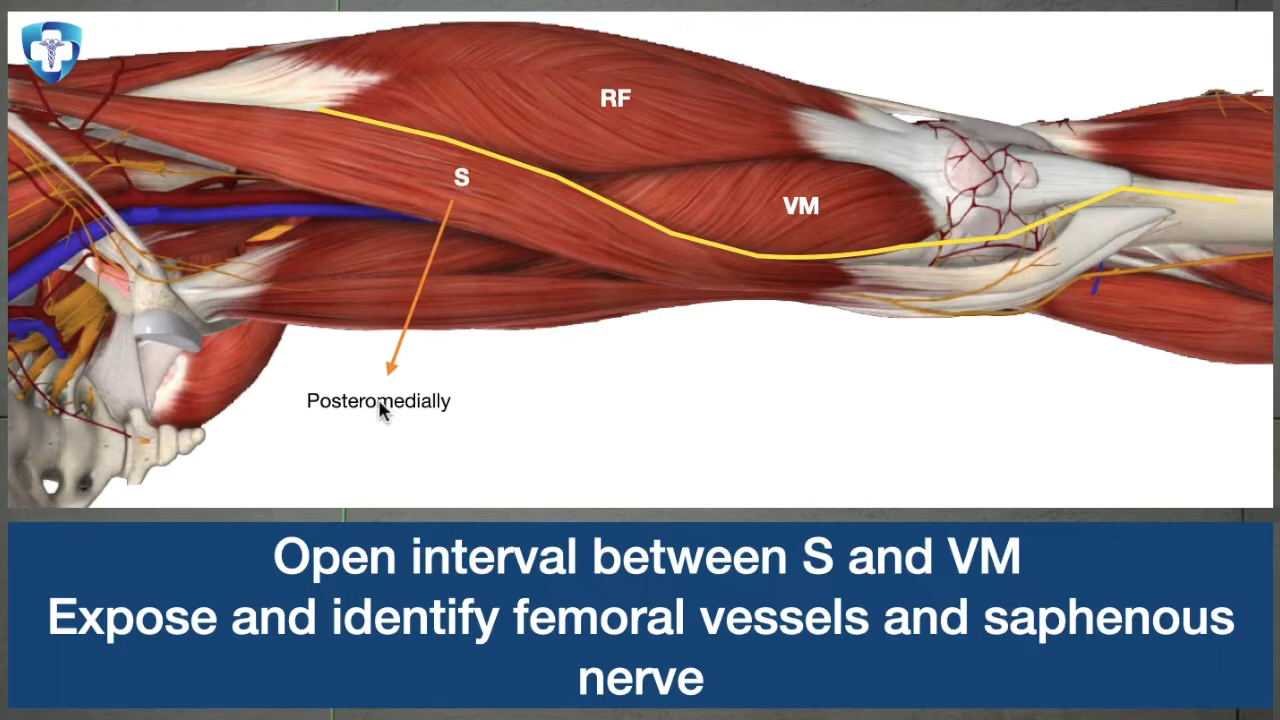 RF
S
VM
Posteromedially
Open interval between S and VM
Expose and identify femoral vessels and saphenous
nerve